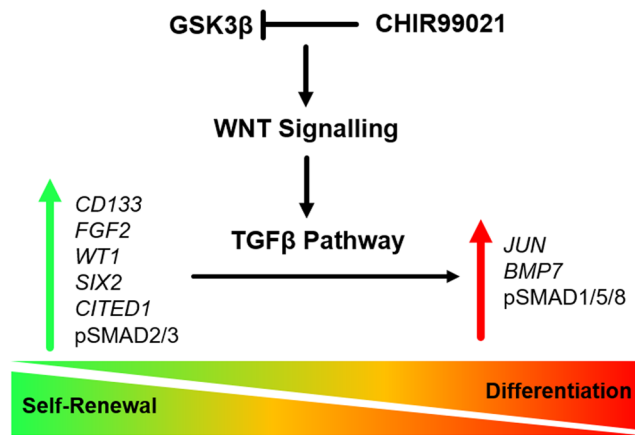 GSK3β CHIR99021
WNT Signalling
TGFβ Pathway
CD133
FGF2
WT1
SIX2
CITED1
pSMAD2/3
JUN
BMP7
pSMAD1/5/8
Self-Renewal
Differentiation